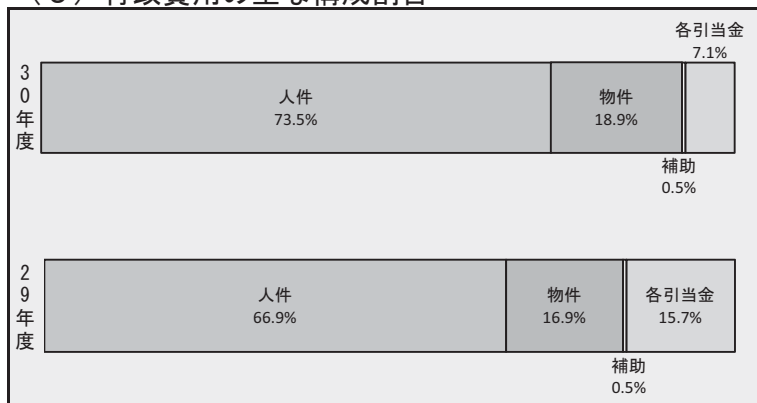 各引当金
7.1%
30年度
人件
73.5%
物件
18.9%
補助
0.5%
29年度
人件
66.9%
物件
16.9%
各引当金
15.7%
補助
0.5%